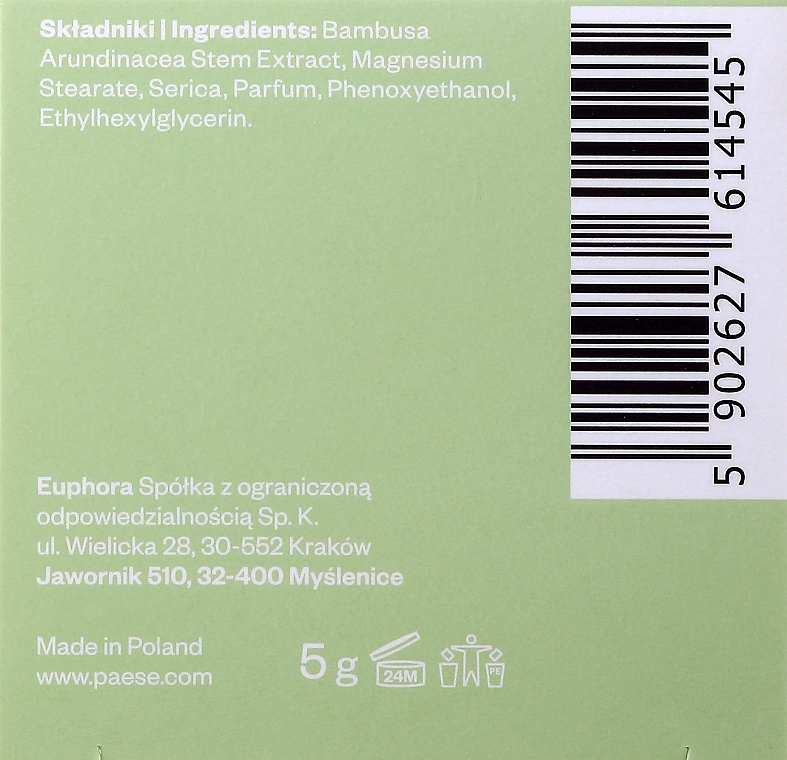 Składniki | Ingredients: Bambusa
Arundinacea Stem Extract, Magnesium
Stearate, Serica, Parfum, Phenoxyethanol,
Ethylhexylglycerin.
5 902627 614545
Euphora Spółka z ograniczoną
odpowiedzialnością Sp. K.
ul. Wielicka 28, 30-552 Kraków
Jawornik 510, 32-400 Myślenice
Made in Poland
www.paese.com
5 g
24M
PE